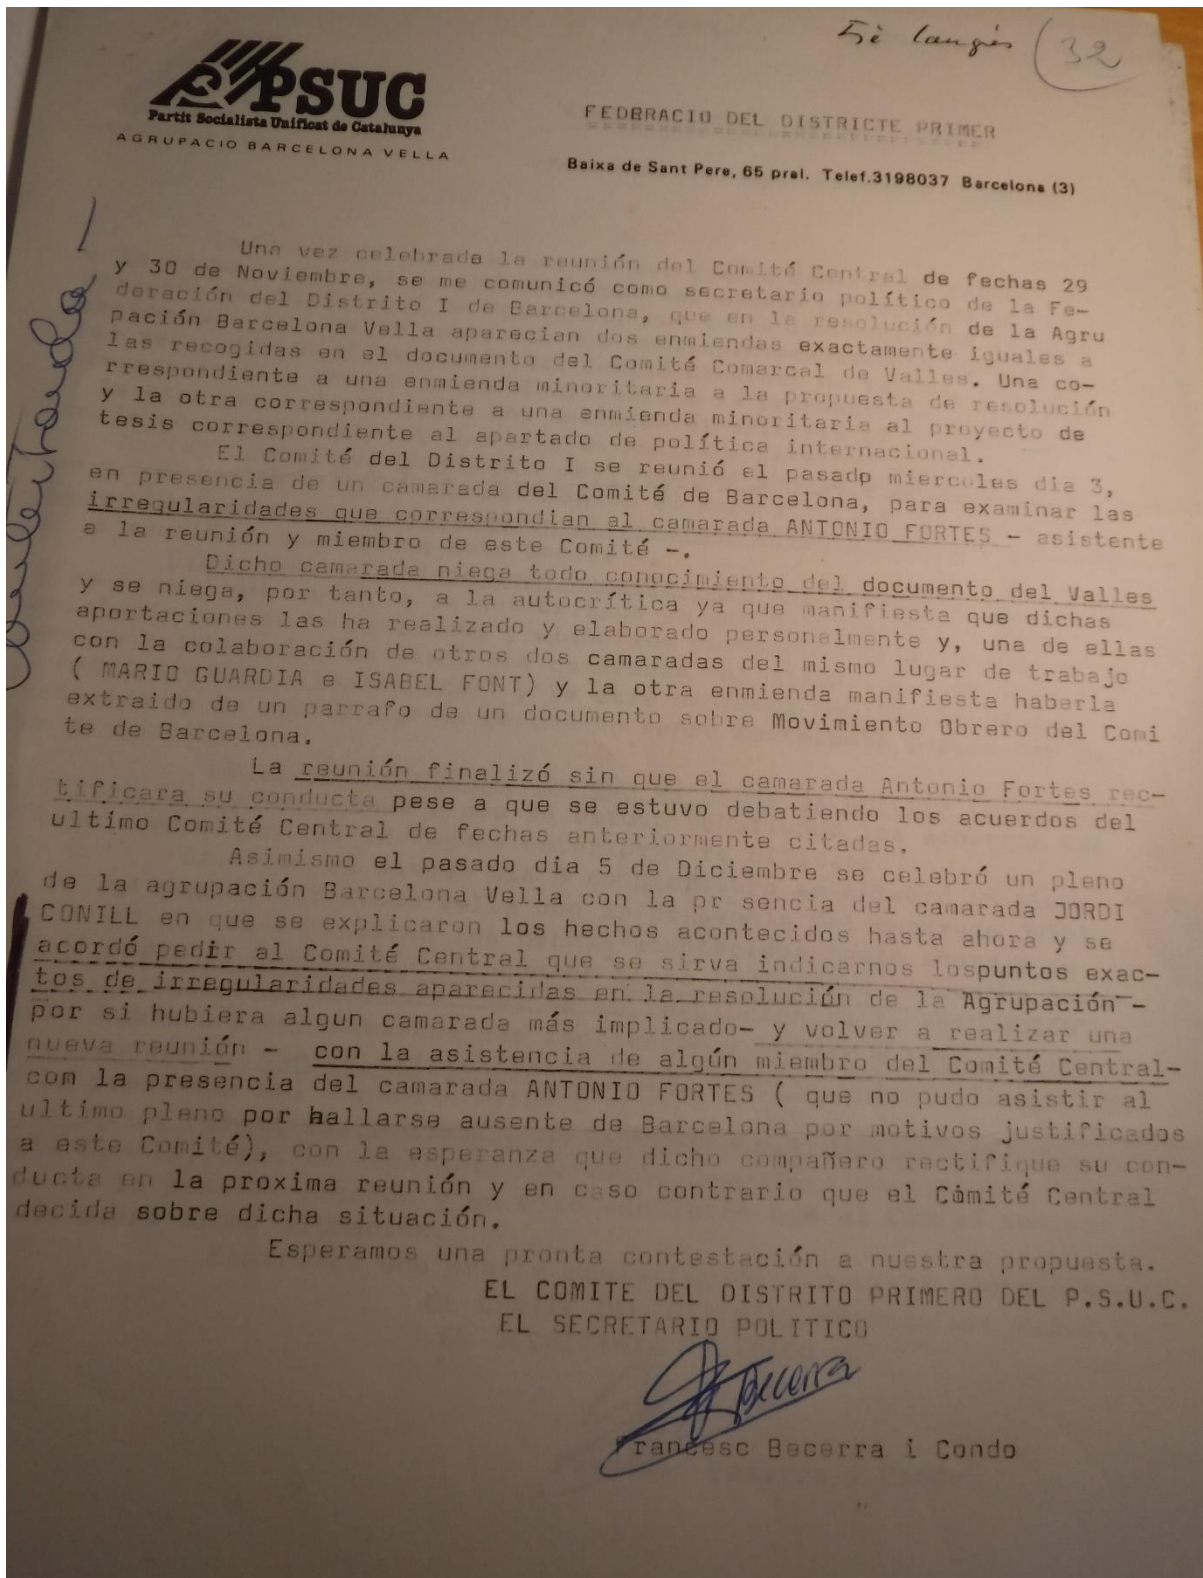 5è Congrés (32
PSUC
Partit Socialista Unificat de Catalunya
AGRUPACIO BARCELONA VELLA
FEDERACIO DEL DISTRICTE PRIMER
Baixa de Sant Pere, 65 pral. Telef.3198037 Barcelona (3)
Una vez celebrada la reunión del Comité Central de fechas 29
y 30 de Noviembre, se me comunicó como secretario político de la Fe-
deración del Distrito I de Barcelona, que en la resolución de la Agru
pación Barcelona Vella aparecian dos enmiendas exactamente iguales a
las recogidas en el documento del Comité Comarcal de Valles. Una co-
rrespondiente a una enmienda minoritaria a la propuesta de resolución
y la otra correspondiente a una enmienda minoritaria al proyecto de
tesis correspondiente al apartado de política internacional.
El Comité del Distrito I se reunió el pasado miercoles dia 3,
en presencia de un camarada del Comité de Barcelona, para examinar las
irregularidades que correspondian al camarada ANTONIO FORTES - asistente
a la reunión y miembro de este Comité -.
Dicho camarada niega todo conocimiento del documento del Valles
y se niega, por tanto, a la autocrítica ya que manifiesta que dichas
aportaciones las ha realizado y elaborado personalmente y, una de ellas
con la colaboración de otros dos camaradas del mismo lugar de trabajo
( MARIO GUARDIA e ISABEL FONT) y la otra enmienda manifiesta haberla
extraido de un parrafo de un documento sobre Movimiento Obrero del Comi
te de Barcelona.
La reunión finalizó sin que el camarada Antonio Fortes rec-
tificara su conducta pese a que se estuvo debatiendo los acuerdos del
ultimo Comité Central de fechas anteriormente citadas.
Asimismo el pasado dia 5 de Diciembre se celebró un pleno
de la agrupación Barcelona Vella con la pr sencia del camarada JORDI
CONILL en que se explicaron los hechos acontecidos hasta ahora y se
acordó pedir al Comité Central que se sirva indicarnos lospuntos exac-
tos de irregularidades aparecidas en la resolución de la Agrupación -
por si hubiera algun camarada más implicado- y volver a realizar una
nueva reunión - con la asistencia de algún miembro del Comité Central-
com la presencia del camarada ANTONIO FORTES ( que no pudo asistir al
ultimo pleno por hallarse ausente de Barcelona por motivos justificados
a este Comité), con la esperanza que dicho compañero rectifique su con-
ducta en la proxima reunión y en caso contrario que el Comité Central
decida sobre dicha situación.
Esperamos una pronta contestación a nuestra propuesta.
EL COMITE DEL DISTRITO PRIMERO DEL P.S.U.C.
EL SECRETARIO POLITICO
Becerra
Francesc Becerra i Condo